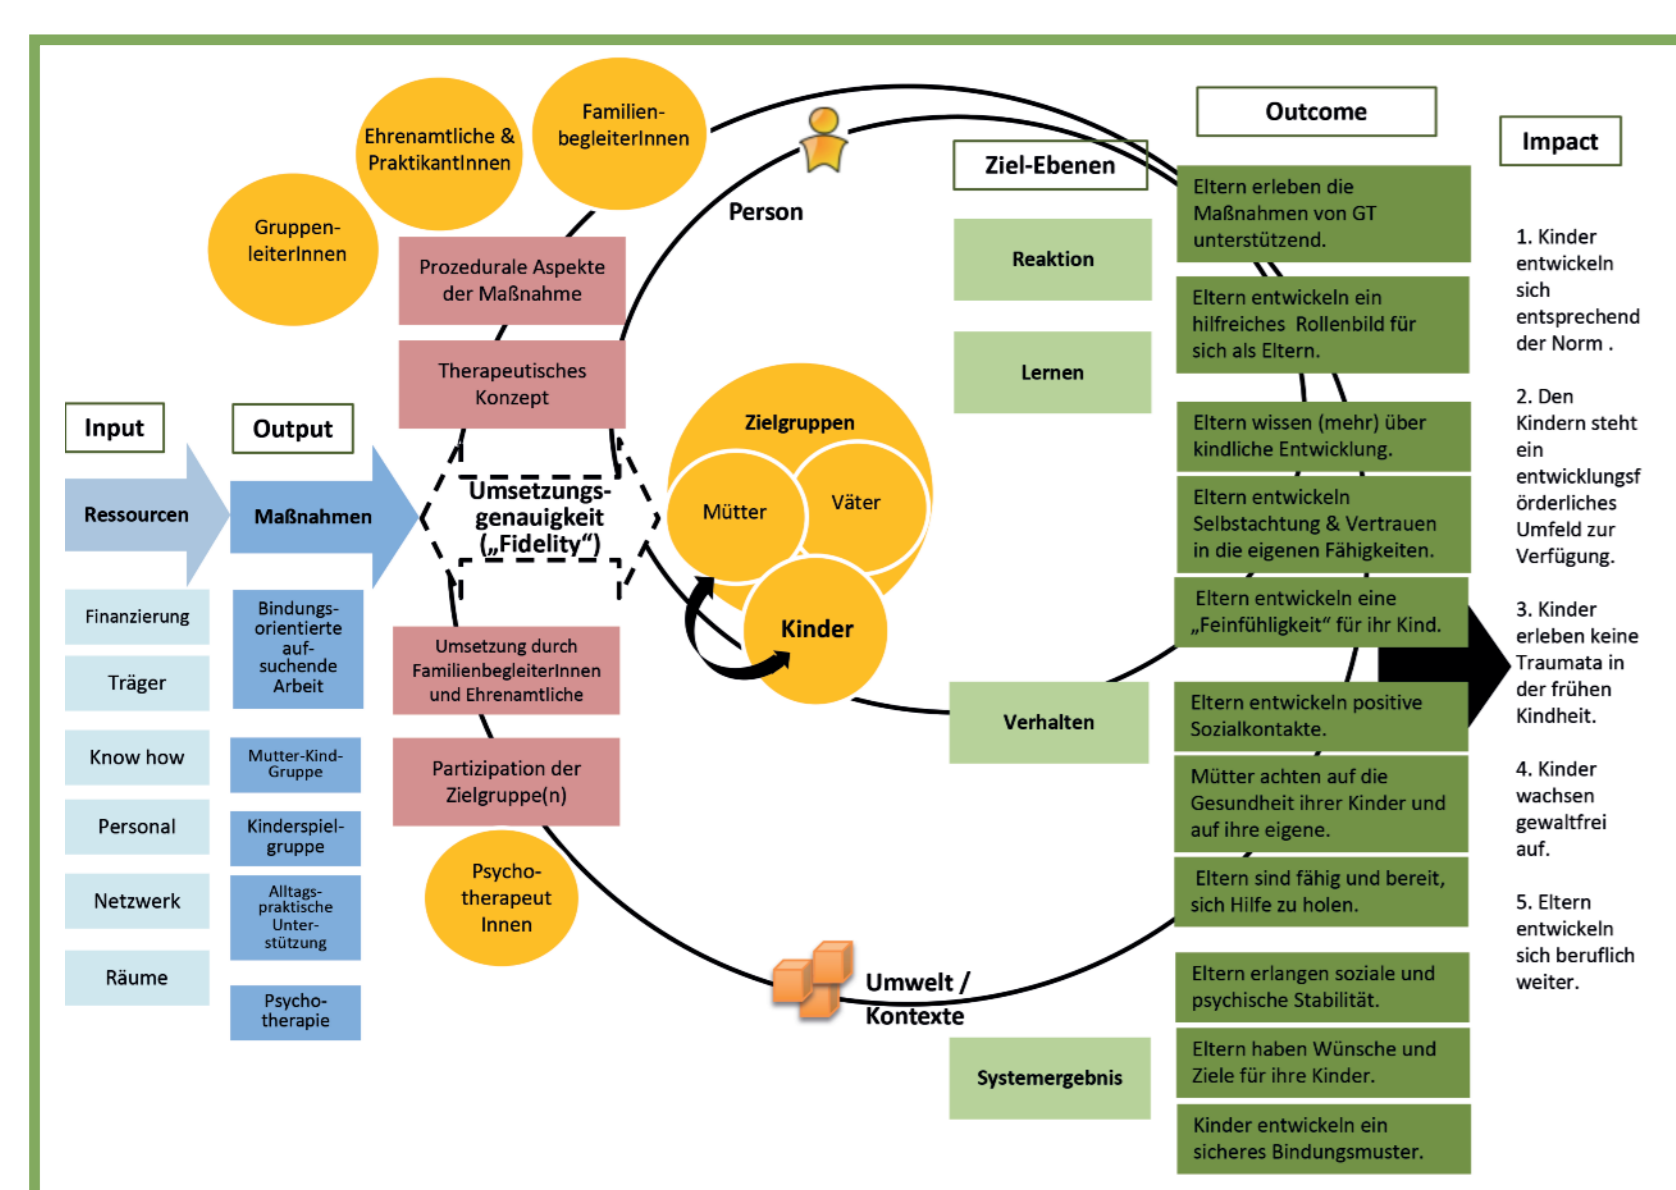 Input
Ressourcen
Finanzierung
Träger
Know how
Personal
Netzwerk
Räume
Output
Maßnahmen
Bindungs-
orientierte
auf-
suchende
Arbeit
Mutter-Kind-
Gruppe
Kinderspiel-
gruppe
Alltags-
praktische
Unter-
stützung
Psycho-
therapie
Gruppen-
leiterInnen
Ehrenamtliche &
PraktikantInnen
Familien-
begleiterInnen
Prozedurale Aspekte
der Maßnahme
Therapeutisches
Konzept
Umsetzungs-
genauigkeit
(„Fidelity“)
Umsetzung durch
FamilienbegleiterInnen
und Ehrenamtliche
Partizipation der
Zielgruppe(n)
Psycho-
therapeut
Innen
Person
Zielgruppen
Mütter
Väter
Kinder
Umwelt /
Kontexte
Ziel-Ebenen
Reaktion
Lernen
Verhalten
Systemergebnis
Outcome
Eltern erleben die
Maßnahmen von GT
unterstützend.
Eltern entwickeln ein
hilfreiches Rollenbild für
sich als Eltern.
Eltern wissen (mehr) über
kindliche Entwicklung.
Eltern entwickeln
Selbstachtung & Vertrauen
in die eigenen Fähigkeiten.
Eltern entwickeln eine
„Feinfühligkeit“ für ihr Kind.
Eltern entwickeln positive
Sozialkontakte.
Mütter achten auf die
Gesundheit ihrer Kinder und
auf ihre eigene.
Eltern sind fähig und bereit,
sich Hilfe zu holen.
Eltern erlangen soziale und
psychische Stabilität.
Eltern haben Wünsche und
Ziele für ihre Kinder.
Kinder entwickeln ein
sicheres Bindungsmuster.
Impact
1. Kinder
entwickeln
sich
entsprechend
der Norm .
2. Den
Kindern steht
ein
entwicklungsf
örderliches
Umfeld zur
Verfügung.
3. Kinder
erleben keine
Traumata in
der frühen
Kindheit.
4. Kinder
wachsen
gewaltfrei
auf.
5. Eltern
entwickeln
sich beruflich
weiter.